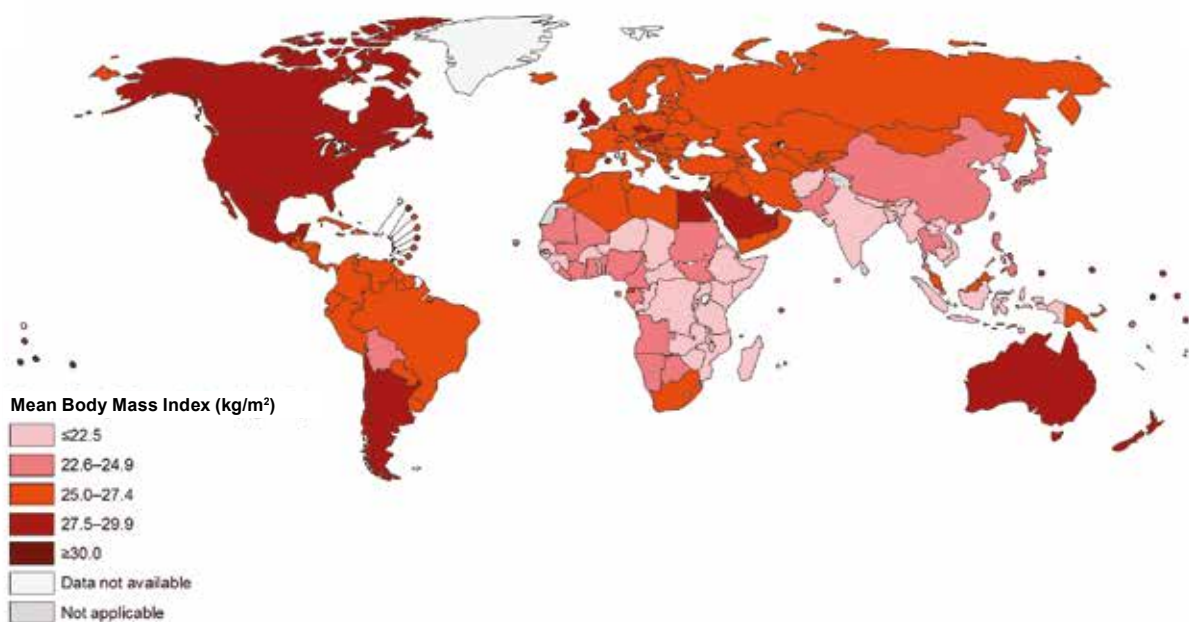 Mean Body Mass Index (kg/m²)
≤22.5
22.6–24.9
25.0–27.4
27.5–29.9
≥30.0
Data not available
Not applicable